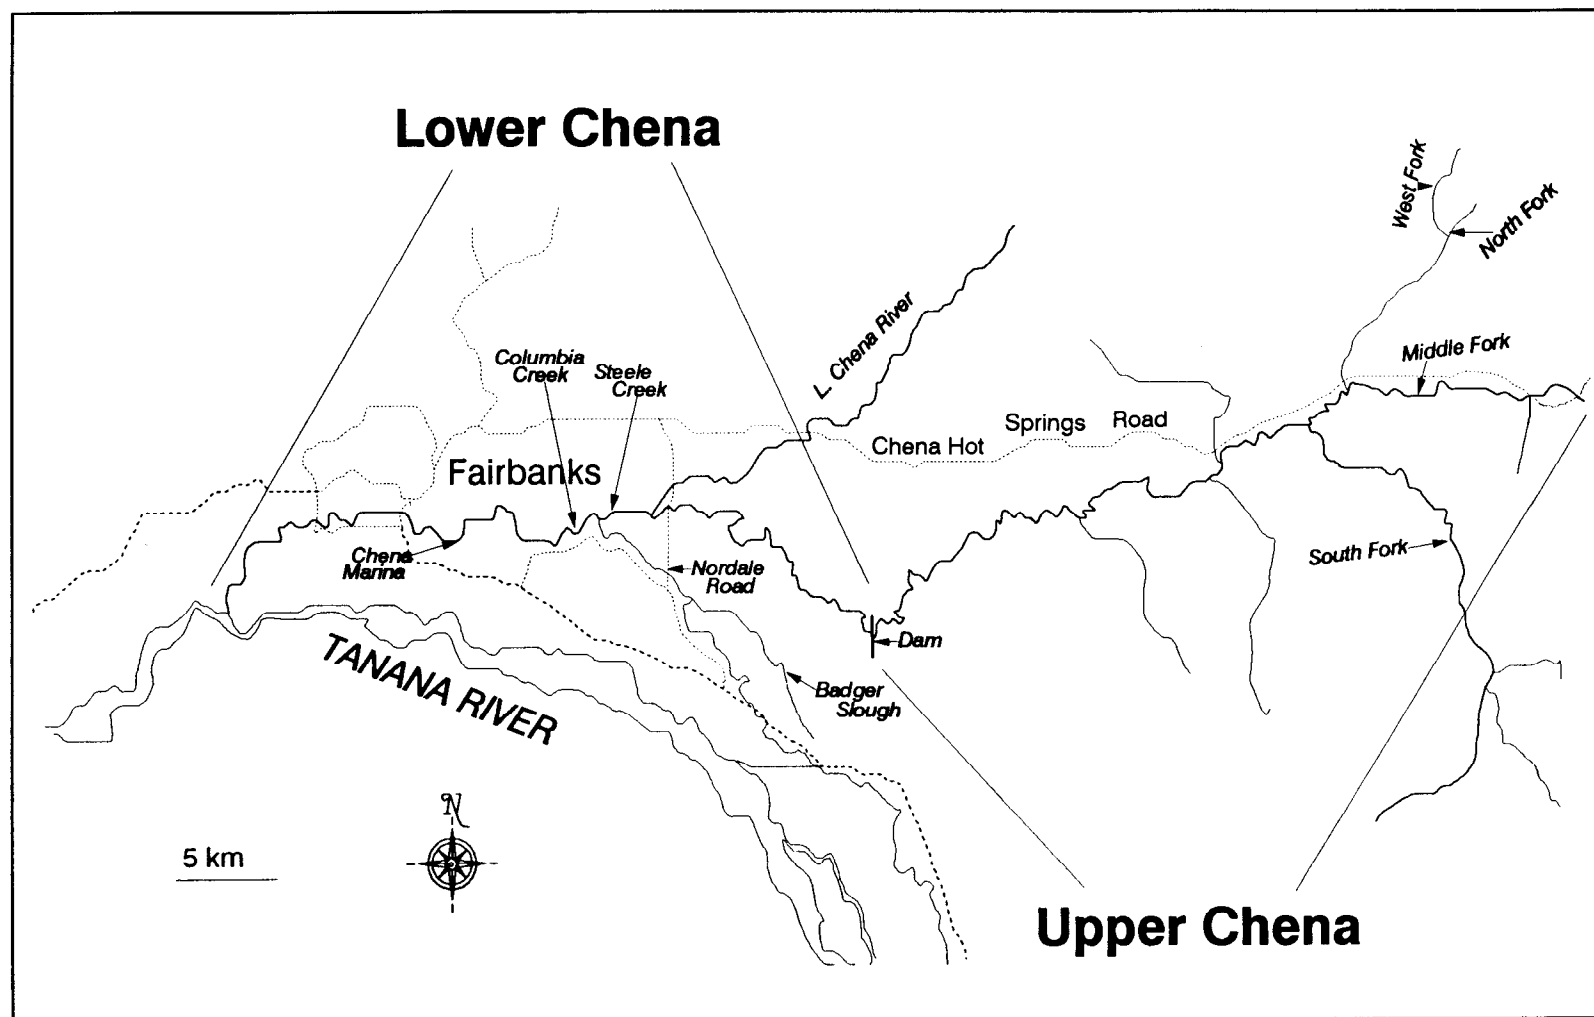 Lower Chena
West Fork
North Fork
L. Chena River
Middle Fork
Columbia
Creek
Steele
Creek
Chena Hot Springs Road
Fairbanks
Chena
Marina
Nordale
Road
South Fork
Dam
TANANA RIVER
Badger
Slough
N
5 km
Upper Chena